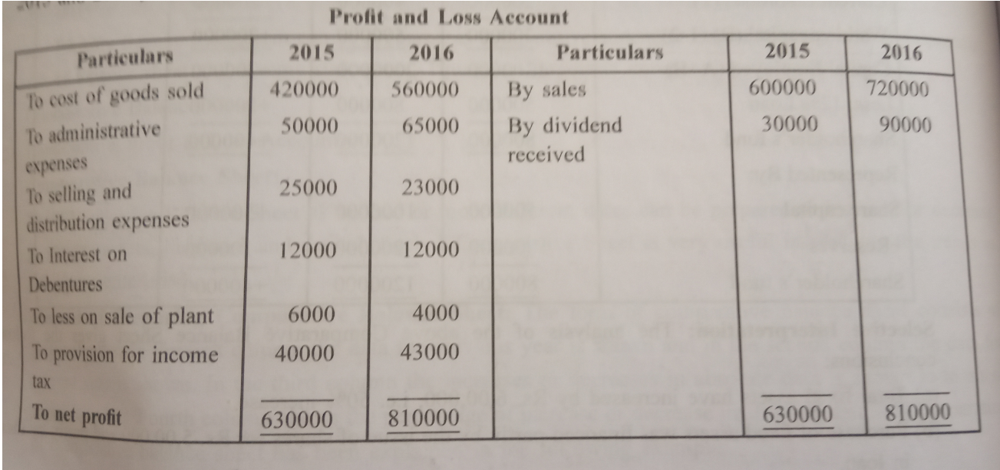 Profit and Loss Account
Particulars 2015 2016 Particulars 2015 2016
To cost of goods sold 420000 560000 By sales 600000 720000
To administrative 50000 65000 By dividend 30000 90000
expenses received
To selling and 25000 23000
distribution expenses
To Interest on 12000 12000
Debentures
To less on sale of plant 6000 4000
To provision for income 40000 43000
tax
To net profit 630000 810000 630000 810000